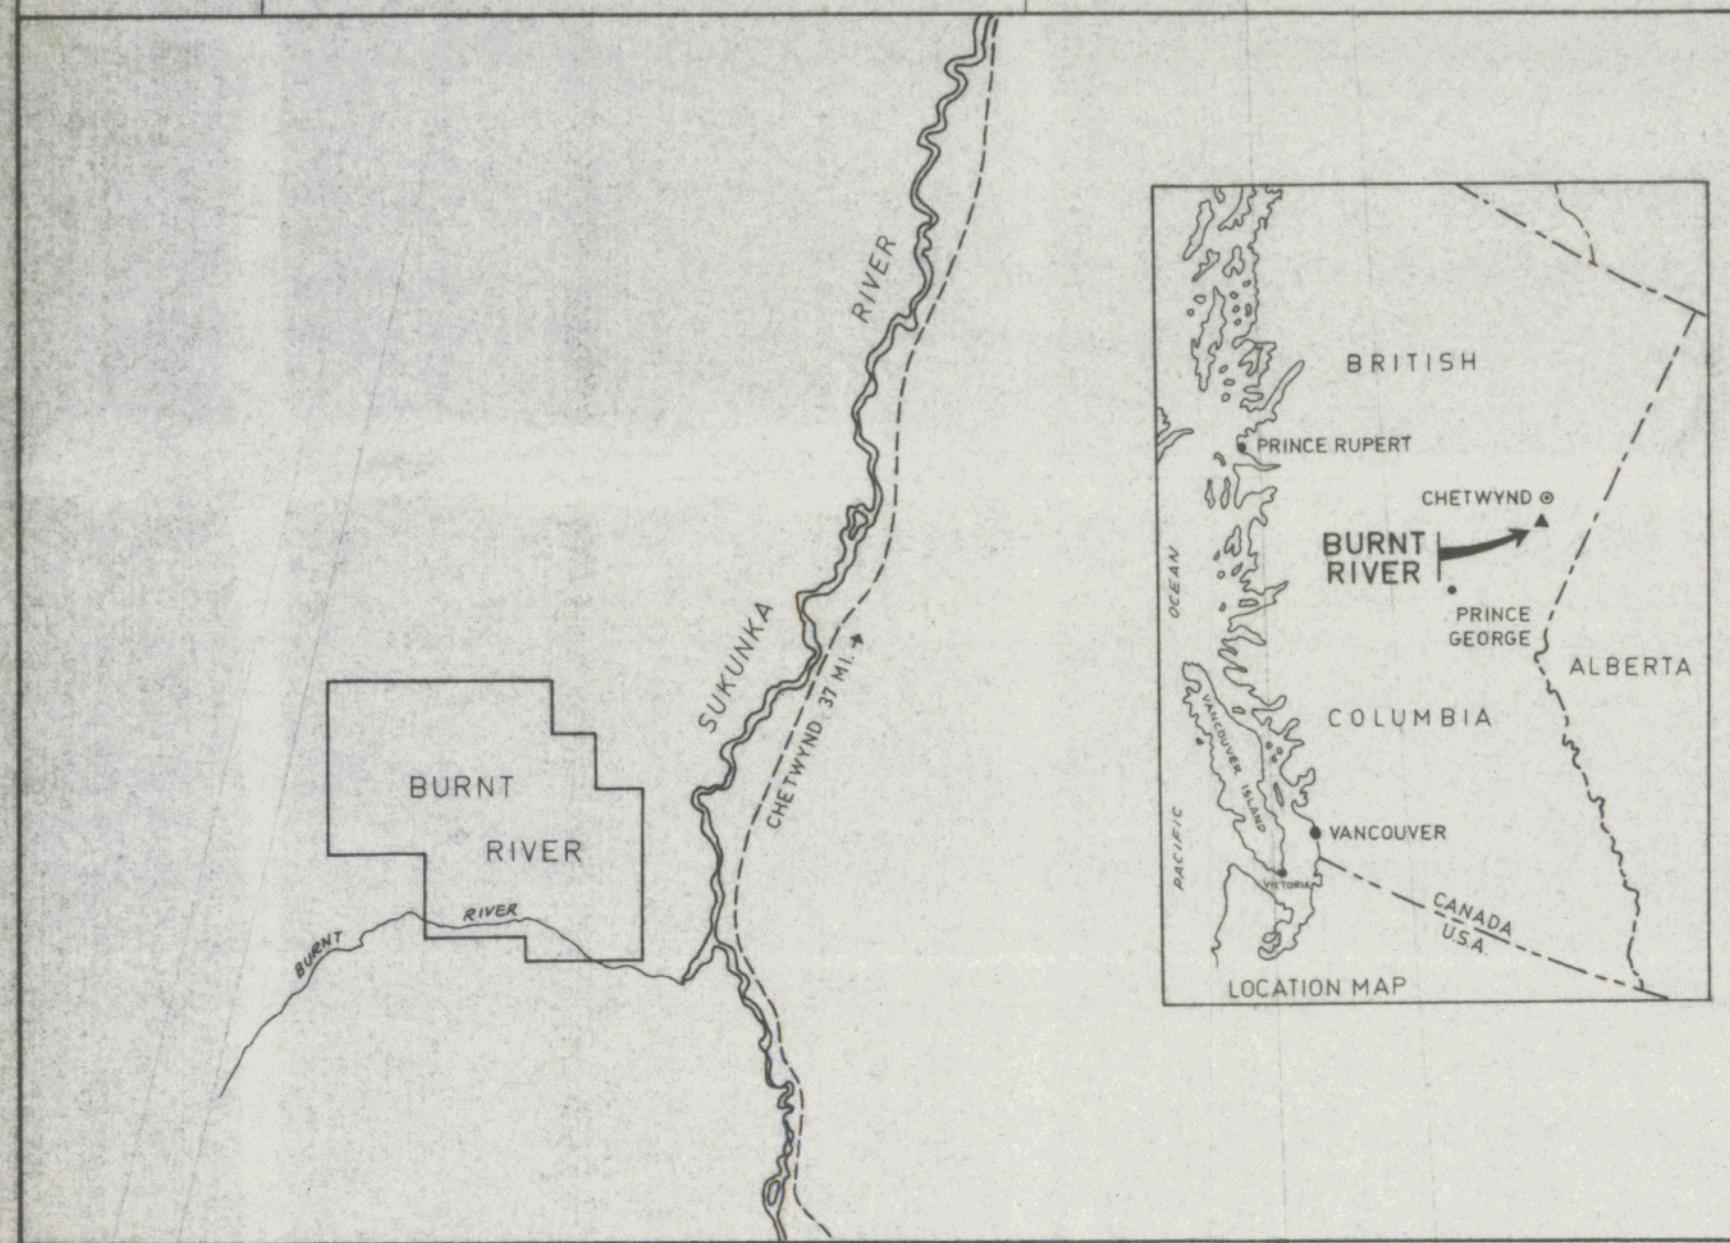 RIVER
SUKUNKA
CHETWYND 37 MI.
BURNT
RIVER
BURNT
RIVER
BRITISH
PRINCE RUPERT
CHETWYND
BURNT
RIVER
PRINCE
GEORGE
ALBERTA
OCEAN
COLUMBIA
VANCOUVER ISLAND
PACIFIC
VANCOUVER
VICTORIA
CANADA
U.S.A.
LOCATION MAP